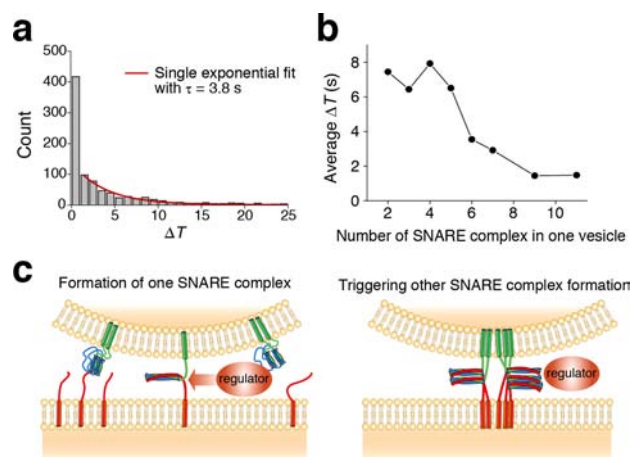 a
500
400
300
200
100
0
Count
0
5
10
15
20
25
ΔT
Single exponential fit
with τ = 3.8 s
b
8
6
4
2
0
Average ΔT (s)
2
4
6
8
10
Number of SNARE complex in one vesicle
c
Formation of one SNARE complex
regulator
Triggering other SNARE complex formation
regulator